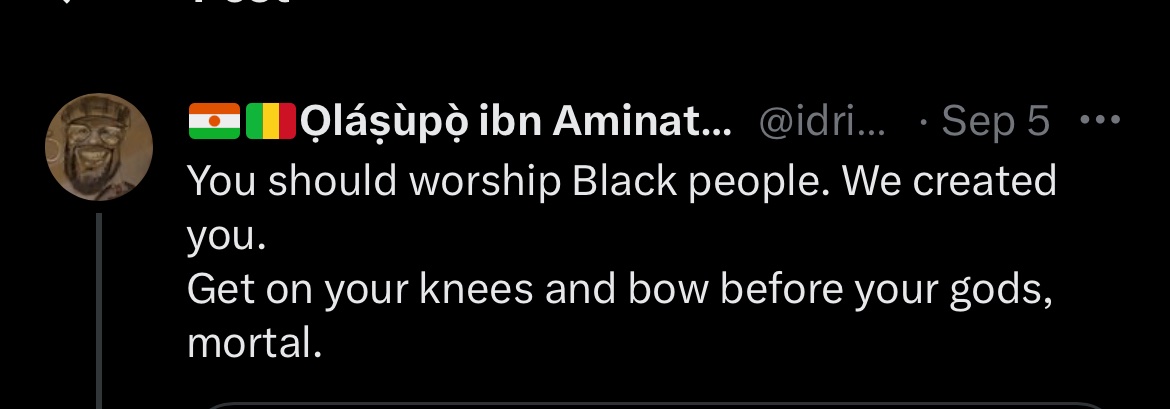 Ọláṣùpọ̀ ibn Aminat... @idri... · Sep 5
You should worship Black people. We created
you.
Get on your knees and bow before your gods,
mortal.